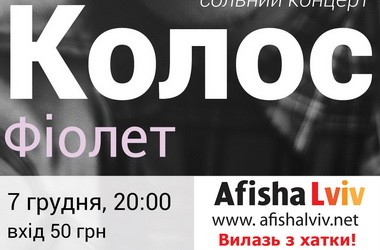 сольний концерт
Колос
Фіолет
7 грудня, 20:00
вхід 50 грн
Afisha Lviv
www. afishalviv.net
Вилазь з хатки!